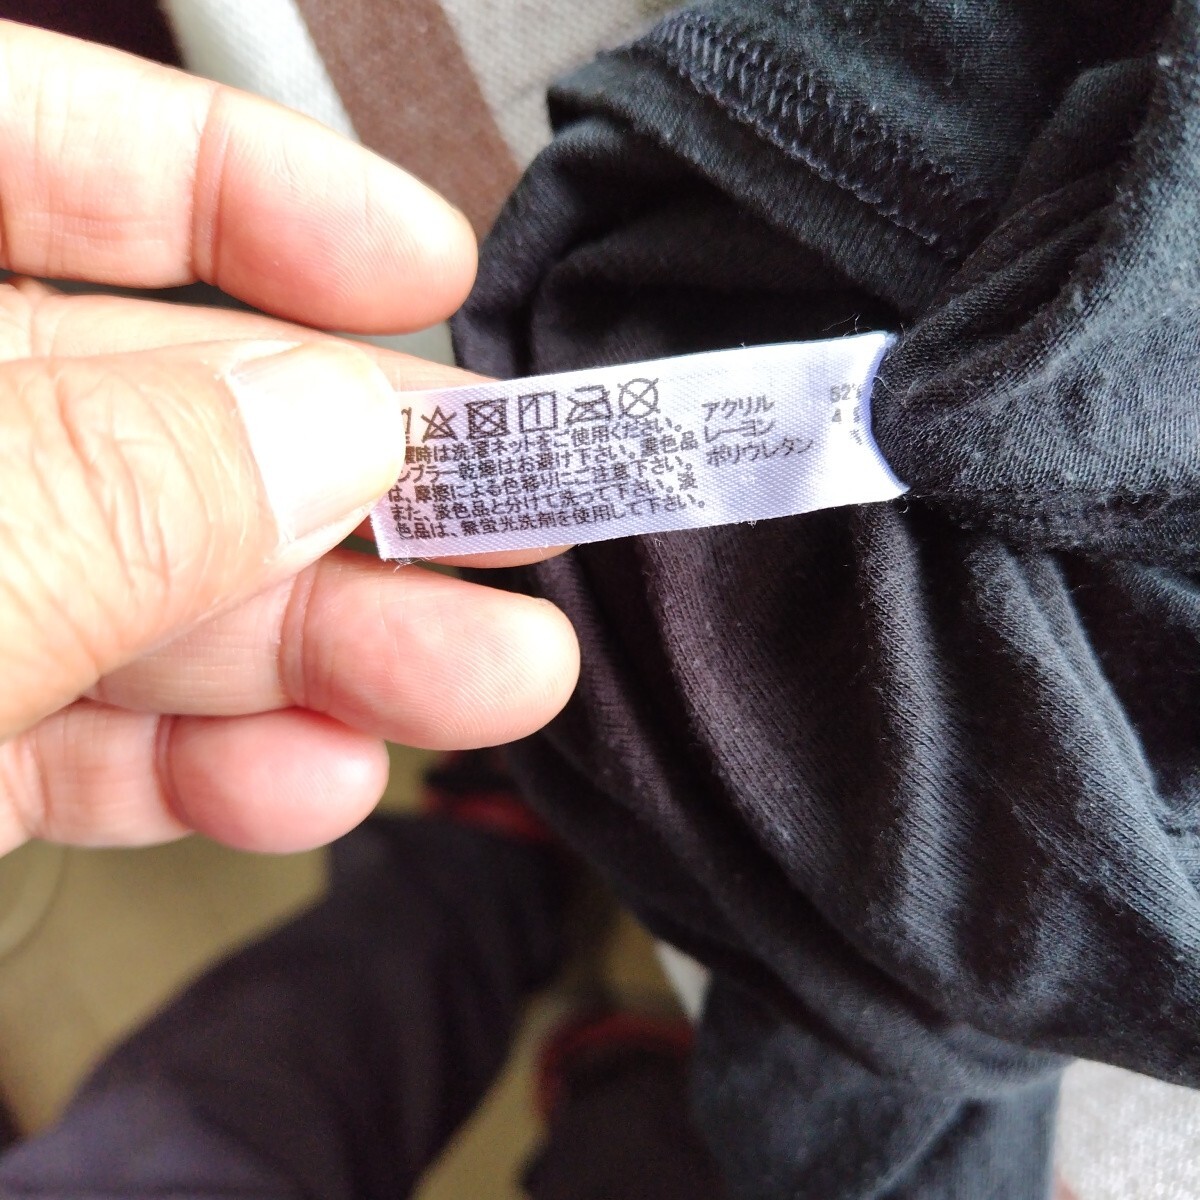 時は洗濯ネットをご使用ください。濃色品
ンブラー乾燥はお避け下さい。
は、摩擦による色移りにご注意下さい。
また、淡色品と分けて洗って下さい。淡
色品は、無蛍光洗剤を使用して下さい。
アクリル 52
レーヨン 4
ポリウレタン